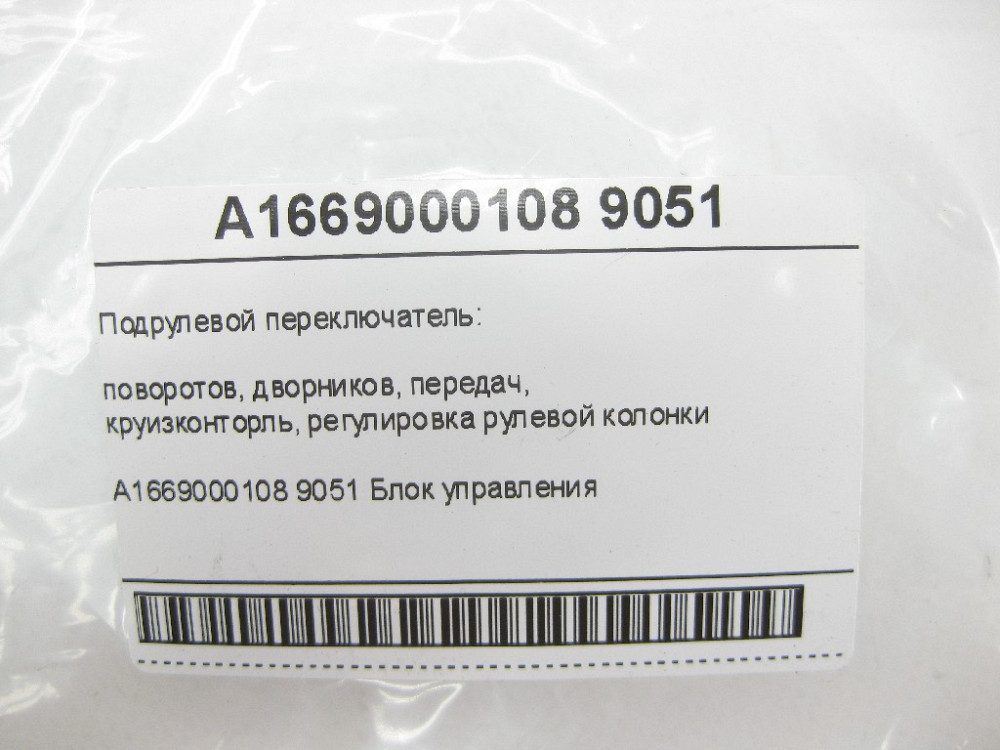 A1669000108 9051
Подрулевой переключатель:
поворотов, дворников, передач,
круизконторль, регулировка рулевой колонки
A1669000108 9051 Блок управления